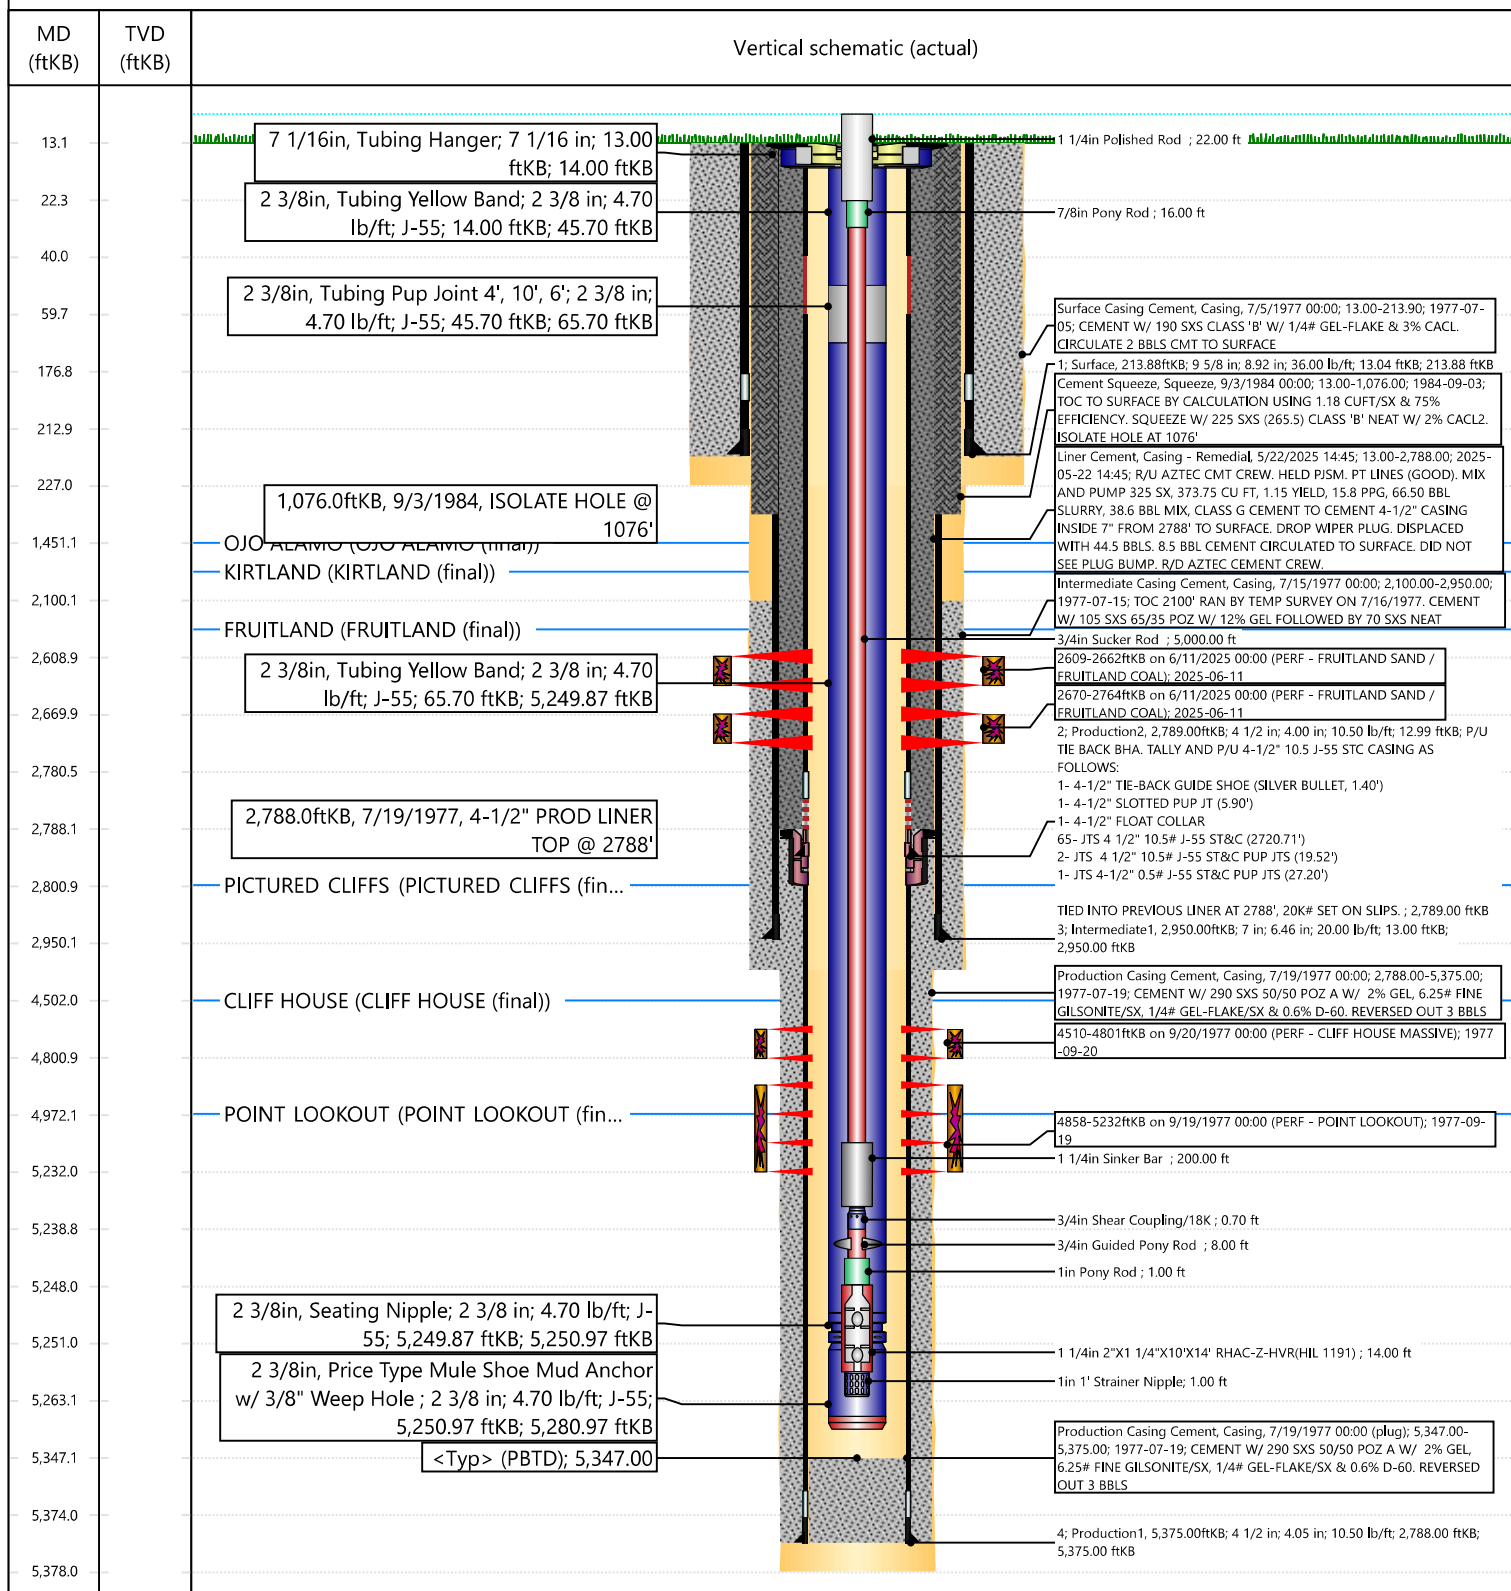 MD
(ftKB)
TVD
(ftKB)
Vertical schematic (actual)
13.1
22.3
40.0
59.7
176.8
212.9
227.0
1,451.1
2,100.1
2,608.9
2,669.9
2,780.5
2,788.1
2,800.9
2,950.1
4,502.0
4,800.9
4,972.1
5,232.0
5,238.8
5,248.0
5,251.0
5,263.1
5,347.1
5,374.0
5,378.0
7 1/16in, Tubing Hanger; 7 1/16 in; 13.00
ftKB; 14.00 ftKB
2 3/8in, Tubing Yellow Band; 2 3/8 in; 4.70
lb/ft; J-55; 14.00 ftKB; 45.70 ftKB
2 3/8in, Tubing Pup Joint 4', 10', 6'; 2 3/8 in;
4.70 lb/ft; J-55; 45.70 ftKB; 65.70 ftKB
1,076.0ftKB, 9/3/1984, ISOLATE HOLE @
1076'
OJO ALAMO (OJO ALAMO (final))
KIRTLAND (KIRTLAND (final))
FRUITLAND (FRUITLAND (final))
2 3/8in, Tubing Yellow Band; 2 3/8 in; 4.70
lb/ft; J-55; 65.70 ftKB; 5,249.87 ftKB
2,788.0ftKB, 7/19/1977, 4-1/2" PROD LINER
TOP @ 2788'
PICTURED CLIFFS (PICTURED CLIFFS (fin...
CLIFF HOUSE (CLIFF HOUSE (final))
POINT LOOKOUT (POINT LOOKOUT (fin...
2 3/8in, Seating Nipple; 2 3/8 in; 4.70 lb/ft; J-
55; 5,249.87 ftKB; 5,250.97 ftKB
2 3/8in, Price Type Mule Shoe Mud Anchor
w/ 3/8" Weep Hole ; 2 3/8 in; 4.70 lb/ft; J-55;
5,250.97 ftKB; 5,280.97 ftKB
<Typ> (PBTD); 5,347.00
1 1/4in Polished Rod ; 22.00 ft
7/8in Pony Rod ; 16.00 ft
Surface Casing Cement, Casing, 7/5/1977 00:00; 13.00-213.90; 1977-07-
05; CEMENT W/ 190 SXS CLASS 'B' W/ 1/4# GEL-FLAKE & 3% CACL.
CIRCULATE 2 BBLS CMT TO SURFACE
1; Surface, 213.88ftKB; 9 5/8 in; 8.92 in; 36.00 lb/ft; 13.04 ftKB; 213.88 ftKB
Cement Squeeze, Squeeze, 9/3/1984 00:00; 13.00-1,076.00; 1984-09-03;
TOC TO SURFACE BY CALCULATION USING 1.18 CUFT/SX & 75%
EFFICIENCY. SQUEEZE W/ 225 SXS (265.5) CLASS 'B' NEAT W/ 2% CACL2.
ISOLATE HOLE AT 1076'
Liner Cement, Casing - Remedial, 5/22/2025 14:45; 13.00-2,788.00; 2025-
05-22 14:45; R/U AZTEC CMT CREW. HELD PJSM. PT LINES (GOOD). MIX
AND PUMP 325 SX, 373.75 CU FT, 1.15 YIELD, 15.8 PPG, 66.50 BBL
SLURRY, 38.6 BBL MIX, CLASS G CEMENT TO CEMENT 4-1/2" CASING
INSIDE 7" FROM 2788' TO SURFACE. DROP WIPER PLUG. DISPLACED
WITH 44.5 BBLS. 8.5 BBL CEMENT CIRCULATED TO SURFACE. DID NOT
SEE PLUG BUMP. R/D AZTEC CEMENT CREW.
Intermediate Casing Cement, Casing, 7/15/1977 00:00; 2,100.00-2,950.00;
1977-07-15; TOC 2100' RAN BY TEMP SURVEY ON 7/16/1977. CEMENT
W/ 105 SXS 65/35 POZ W/ 12% GEL FOLLOWED BY 70 SXS NEAT
3/4in Sucker Rod ; 5,000.00 ft
2609-2662ftKB on 6/11/2025 00:00 (PERF - FRUITLAND SAND /
FRUITLAND COAL); 2025-06-11
2670-2764ftKB on 6/11/2025 00:00 (PERF - FRUITLAND SAND /
FRUITLAND COAL); 2025-06-11
2; Production2, 2,789.00ftKB; 4 1/2 in; 4.00 in; 10.50 lb/ft; 12.99 ftKB; P/U
TIE BACK BHA. TALLY AND P/U 4-1/2" 10.5 J-55 STC CASING AS
FOLLOWS:
1- 4-1/2" TIE-BACK GUIDE SHOE (SILVER BULLET, 1.40')
1- 4-1/2" SLOTTED PUP JT (5.90')
1- 4-1/2" FLOAT COLLAR
65- JTS 4 1/2" 10.5# J-55 ST&C (2720.71')
2- JTS 4 1/2" 10.5# J-55 ST&C PUP JTS (19.52')
1- JTS 4-1/2" 0.5# J-55 ST&C PUP JTS (27.20')
TIED INTO PREVIOUS LINER AT 2788', 20K# SET ON SLIPS. ; 2,789.00 ftKB
3; Intermediate1, 2,950.00ftKB; 7 in; 6.46 in; 20.00 lb/ft; 13.00 ftKB;
2,950.00 ftKB
Production Casing Cement, Casing, 7/19/1977 00:00; 2,788.00-5,375.00;
1977-07-19; CEMENT W/ 290 SXS 50/50 POZ A W/ 2% GEL, 6.25# FINE
GILSONITE/SX, 1/4# GEL-FLAKE/SX & 0.6% D-60. REVERSED OUT 3 BBLS
4510-4801ftKB on 9/20/1977 00:00 (PERF - CLIFF HOUSE MASSIVE); 1977
-09-20
4858-5232ftKB on 9/19/1977 00:00 (PERF - POINT LOOKOUT); 1977-09-
19
1 1/4in Sinker Bar ; 200.00 ft
3/4in Shear Coupling/18K ; 0.70 ft
3/4in Guided Pony Rod ; 8.00 ft
1in Pony Rod ; 1.00 ft
1 1/4in 2"X1 1/4"X10'X14' RHAC-Z-HVR(HIL 1191) ; 14.00 ft
1in 1' Strainer Nipple; 1.00 ft
Production Casing Cement, Casing, 7/19/1977 00:00 (plug); 5,347.00-
5,375.00; 1977-07-19; CEMENT W/ 290 SXS 50/50 POZ A W/ 2% GEL,
6.25# FINE GILSONITE/SX, 1/4# GEL-FLAKE/SX & 0.6% D-60. REVERSED
OUT 3 BBLS
4; Production1, 5,375.00ftKB; 4 1/2 in; 4.05 in; 10.50 lb/ft; 2,788.00 ftKB;
5,375.00 ftKB